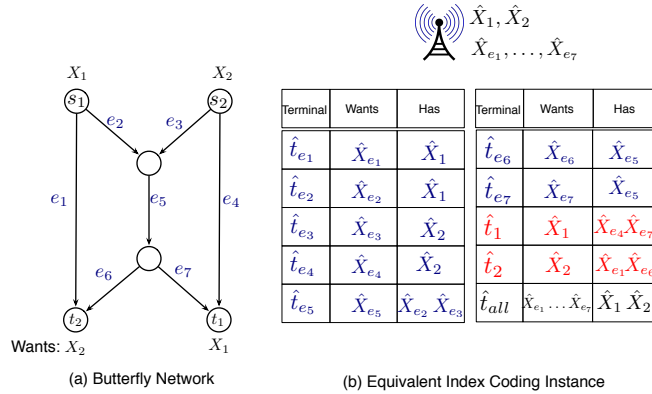 X̂₁, X̂₂
X̂ₑ₁, . . . , X̂ₑ₇
X₁ X₂
s₁ s₂
e₂ e₃
e₁ e₅ e₄
e₆ e₇
t₂ t₁
Wants: X₂ X₁
(a) Butterfly Network
Terminal Wants Has
t̂ₑ₁ X̂ₑ₁ X̂₁
t̂ₑ₂ X̂ₑ₂ X̂₁
t̂ₑ₃ X̂ₑ₃ X̂₂
t̂ₑ₄ X̂ₑ₄ X̂₂
t̂ₑ₅ X̂ₑ₅ X̂ₑ₂ X̂ₑ₃
Terminal Wants Has
t̂ₑ₆ X̂ₑ₆ X̂ₑ₅
t̂ₑ₇ X̂ₑ₇ X̂ₑ₅
t̂₁ X̂₁ X̂ₑ₄ X̂ₑ₇
t̂₂ X̂₂ X̂ₑ₁ X̂ₑ₆
t̂all X̂ₑ₁ . . . X̂ₑ₇ X̂₁ X̂₂
(b) Equivalent Index Coding Instance